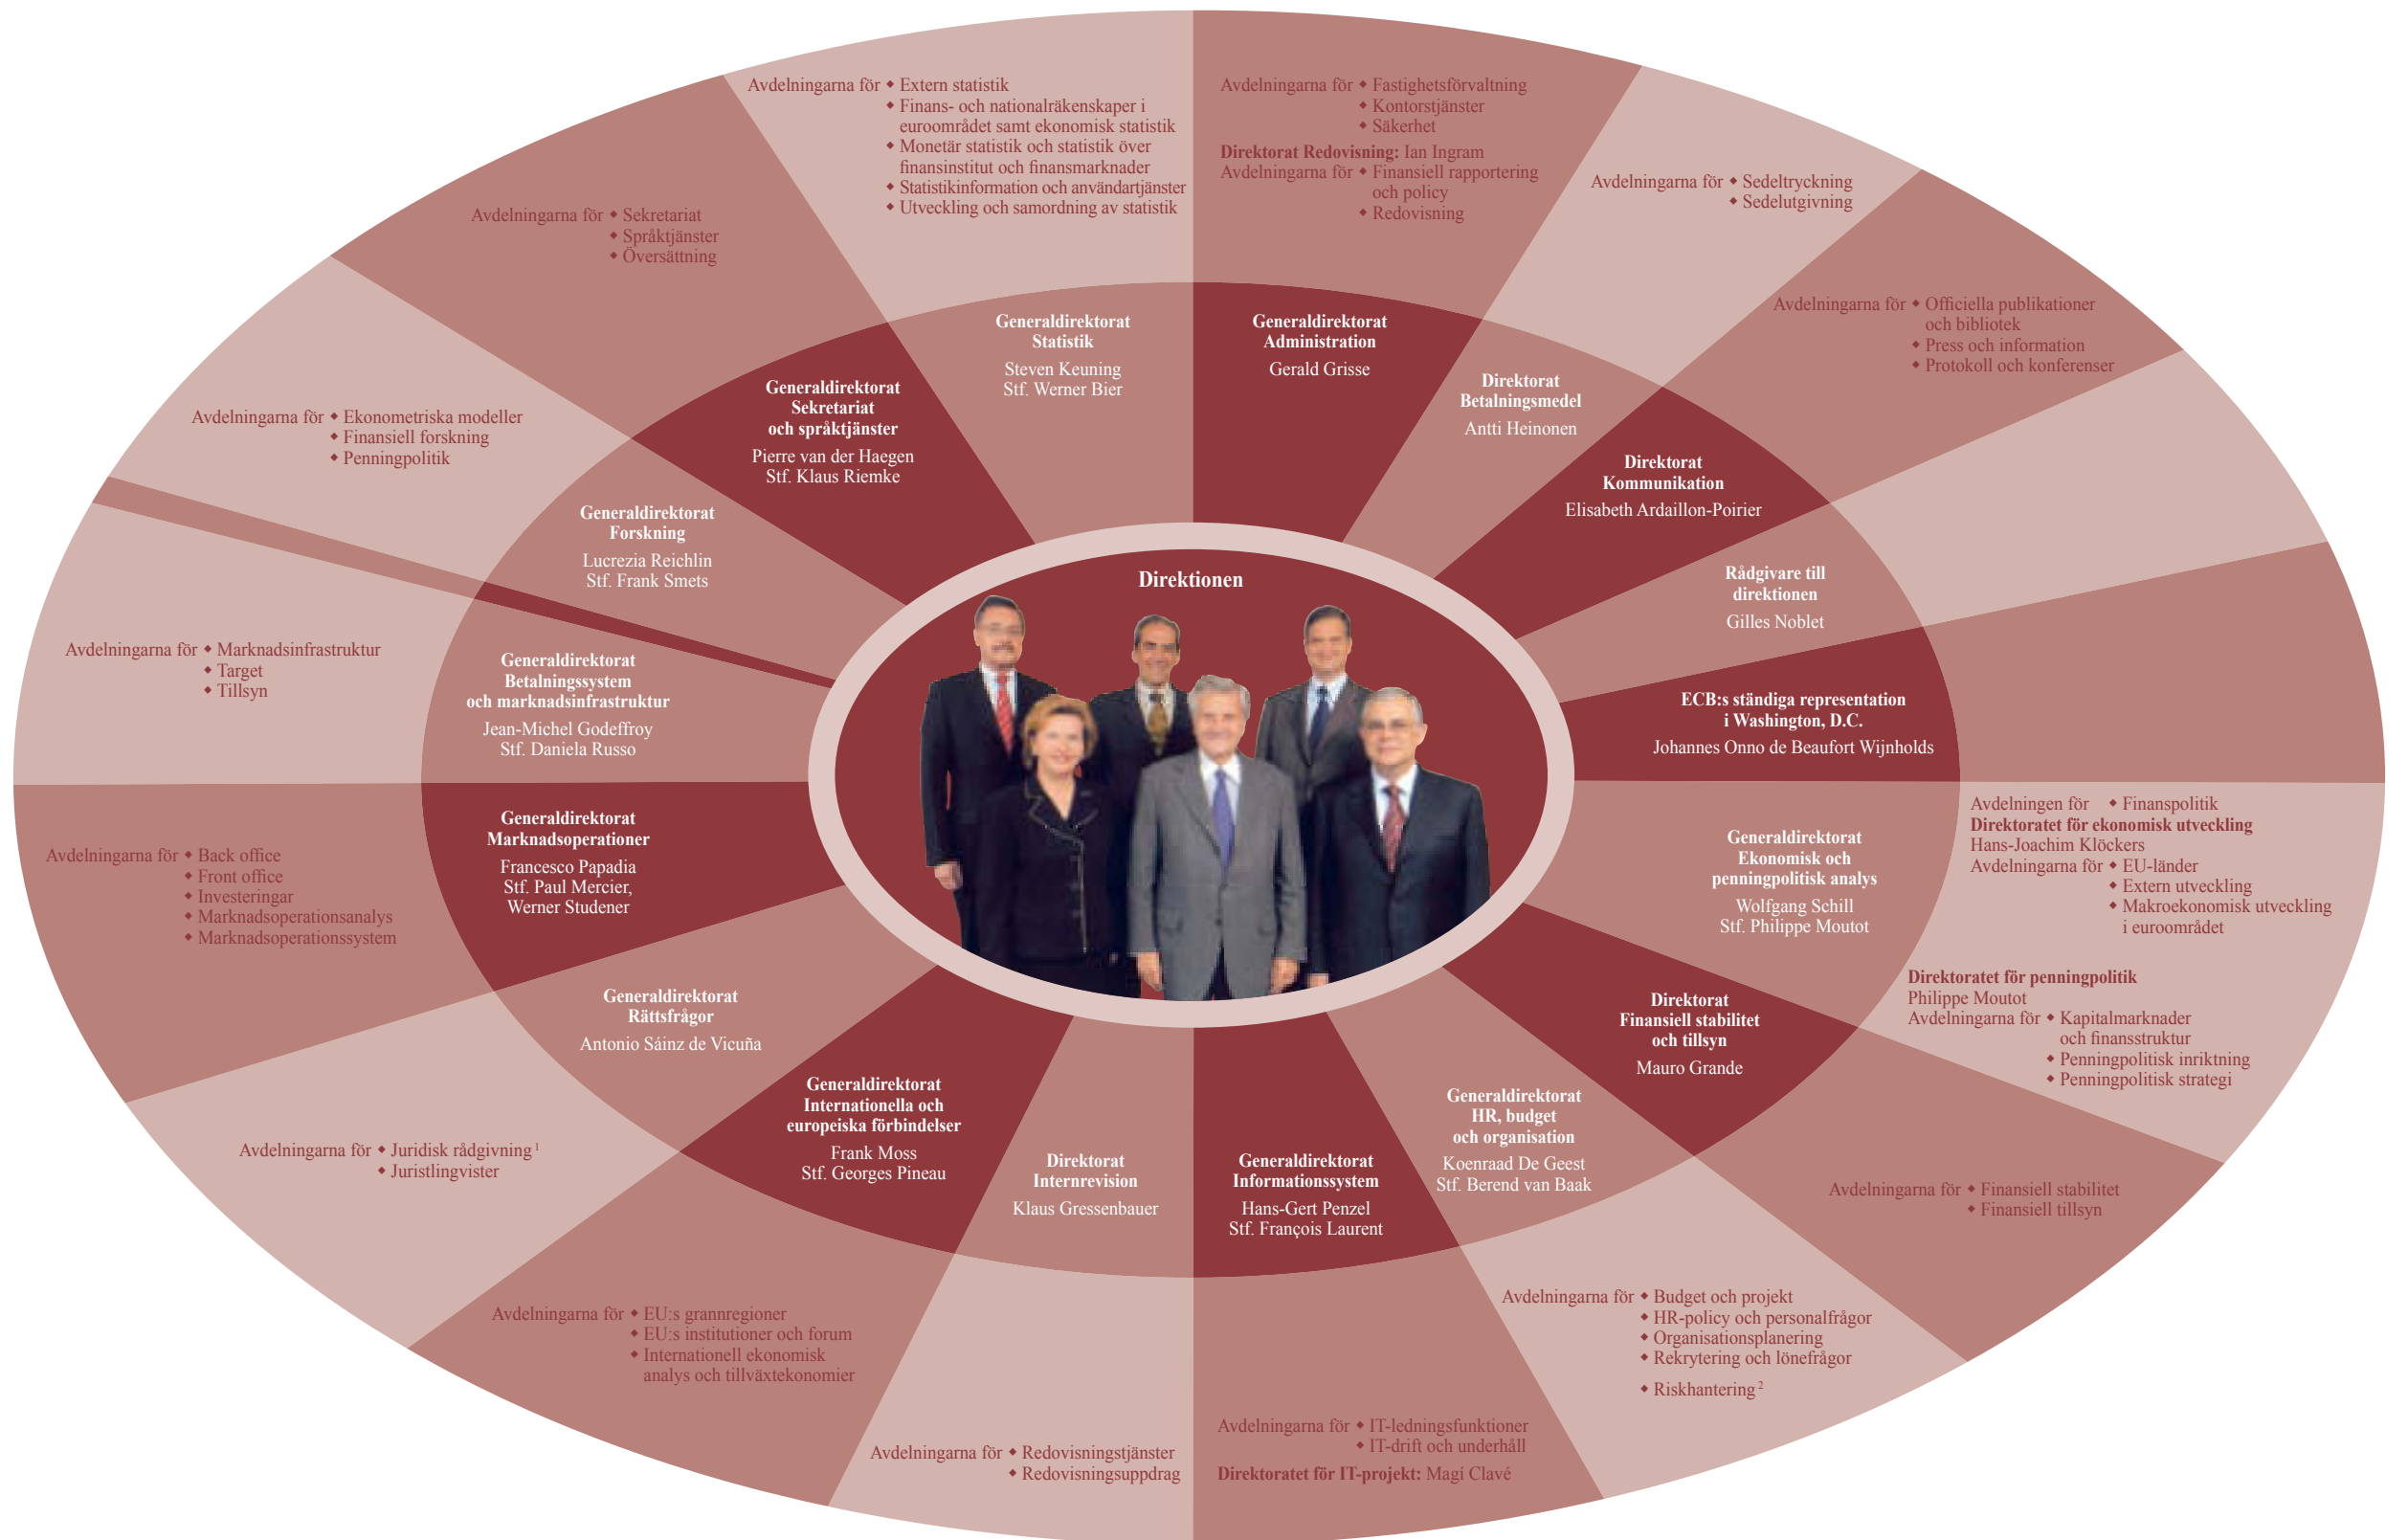 Direktionen
Generaldirektorat
Administration
Gerald Grisse
Avdelningarna för ◆ Fastighetsförvaltning
◆ Kontorstjänster
◆ Säkerhet
Direktorat Redovisning: Ian Ingram
Avdelningarna för ◆ Finansiell rapportering
och policy
◆ Redovisning
Direktorat
Betalningsmedel
Antti Heinonen
Avdelningarna för ◆ Sedeltryckning
◆ Sedelutgivning
Direktorat
Kommunikation
Elisabeth Ardaillon-Poirier
Avdelningarna för ◆ Officiella publikationer
och bibliotek
◆ Press och information
◆ Protokoll och konferenser
Rådgivare till
direktionen
Gilles Noblet
ECB:s ständiga representation
i Washington, D.C.
Johannes Onno de Beaufort Wijnholds
Generaldirektorat
Ekonomisk och
penningpolitisk analys
Wolfgang Schill
Stf. Philippe Moutot
Avdelningen för ◆ Finanspolitik
Direktoratet för ekonomisk utveckling
Hans-Joachim Klöckers
Avdelningarna för ◆ EU-länder
◆ Extern utveckling
◆ Makroekonomisk utveckling
i euroområdet
Direktoratet för penningpolitik
Philippe Moutot
Avdelningarna för ◆ Kapitalmarknader
och finansstruktur
◆ Penningpolitisk inriktning
◆ Penningpolitisk strategi
Direktorat
Finansiell stabilitet
och tillsyn
Mauro Grande
Avdelningarna för ◆ Finansiell stabilitet
◆ Finansiell tillsyn
Generaldirektorat
HR, budget
och organisation
Koenraad De Geest
Stf. Berend van Baak
Avdelningarna för ◆ Budget och projekt
◆ HR-policy och personalfrågor
◆ Organisationsplanering
◆ Rekrytering och lönefrågor
◆ Riskhantering ²
Generaldirektorat
Informationssystem
Hans-Gert Penzel
Stf. François Laurent
Avdelningarna för ◆ IT-ledningsfunktioner
◆ IT-drift och underhåll
Direktoratet för IT-projekt: Magí Clavé
Direktorat
Internrevision
Klaus Gressenbauer
Avdelningarna för ◆ Redovisningstjänster
◆ Redovisningsuppdrag
Generaldirektorat
Internationella och
europeiska förbindelser
Frank Moss
Stf. Georges Pineau
Avdelningarna för ◆ EU:s grannregioner
◆ EU:s institutioner och forum
◆ Internationell ekonomisk
analys och tillväxtekonomier
Generaldirektorat
Rättsfrågor
Antonio Sáinz de Vicuña
Avdelningarna för ◆ Juridisk rådgivning ¹
◆ Juristlingvister
Generaldirektorat
Marknadsoperationer
Francesco Papadia
Stf. Paul Mercier,
Werner Studener
Avdelningarna för ◆ Back office
◆ Front office
◆ Investeringar
◆ Marknadsoperationsanalys
◆ Marknadsoperationssystem
Generaldirektorat
Betalningssystem
och marknadsinfrastruktur
Jean-Michel Godeffroy
Stf. Daniela Russo
Avdelningarna för ◆ Marknadsinfrastruktur
◆ Target
◆ Tillsyn
Generaldirektorat
Forskning
Lucrezia Reichlin
Stf. Frank Smets
Avdelningarna för ◆ Ekonometriska modeller
◆ Finansiell forskning
◆ Penningpolitik
Generaldirektorat
Sekretariat
och språktjänster
Pierre van der Haegen
Stf. Klaus Riemke
Avdelningarna för ◆ Sekretariat
◆ Språktjänster
◆ Översättning
Generaldirektorat
Statistik
Steven Keuning
Stf. Werner Bier
Avdelningarna för ◆ Extern statistik
◆ Finans- och nationalräkenskaper i
euroområdet samt ekonomisk statistik
◆ Monetär statistik och statistik över
finansinstitut och finansmarknader
◆ Statistikinformation och användartjänster
◆ Utveckling och samordning av statistik